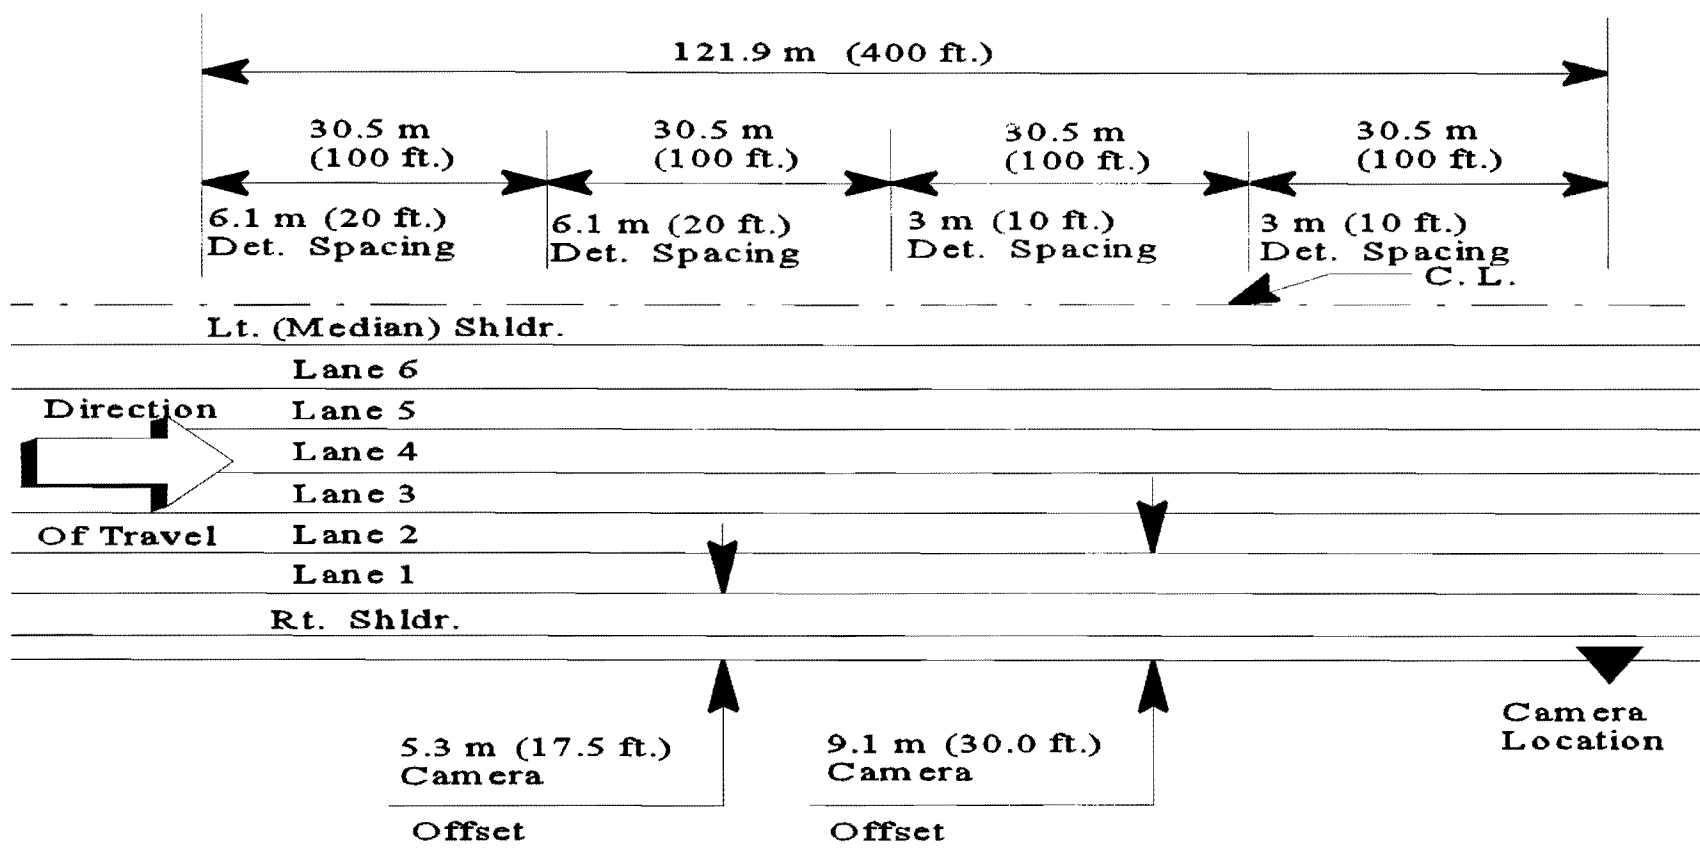 121.9 m (400 ft.)
30.5 m
(100 ft.)
30.5 m
(100 ft.)
30.5 m
(100 ft.)
30.5 m
(100 ft.)
6.1 m (20 ft.)
Det. Spacing
6.1 m (20 ft.)
Det. Spacing
3 m (10 ft.)
Det. Spacing
3 m (10 ft.)
Det. Spacing
C.L.
Lt. (Median) Shldr.
Lane 6
Direction
Lane 5
Lane 4
Lane 3
Of Travel
Lane 2
Lane 1
Rt. Shldr.
5.3 m (17.5 ft.)
Camera
Offset
9.1 m (30.0 ft.)
Camera
Offset
Camera
Location